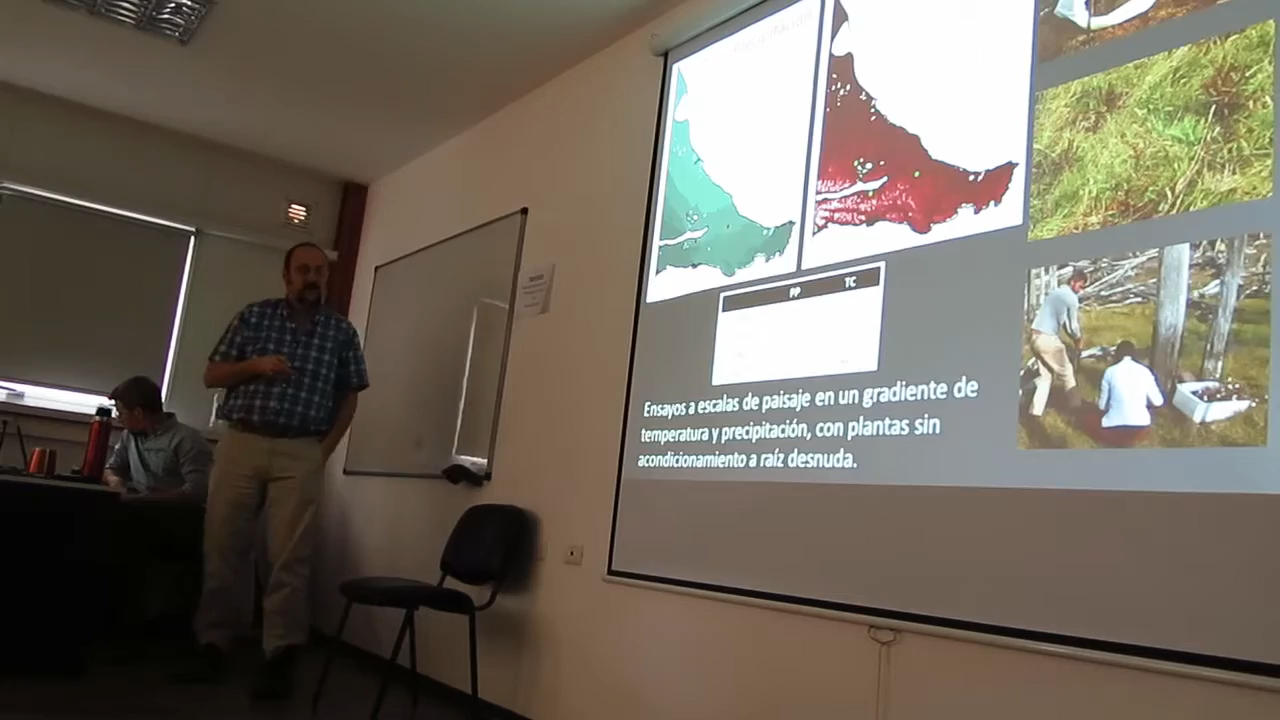 PP TC
Ensayos a escalas de paisaje en un gradiente de
temperatura y precipitación, con plantas sin
acondicionamiento a raíz desnuda.